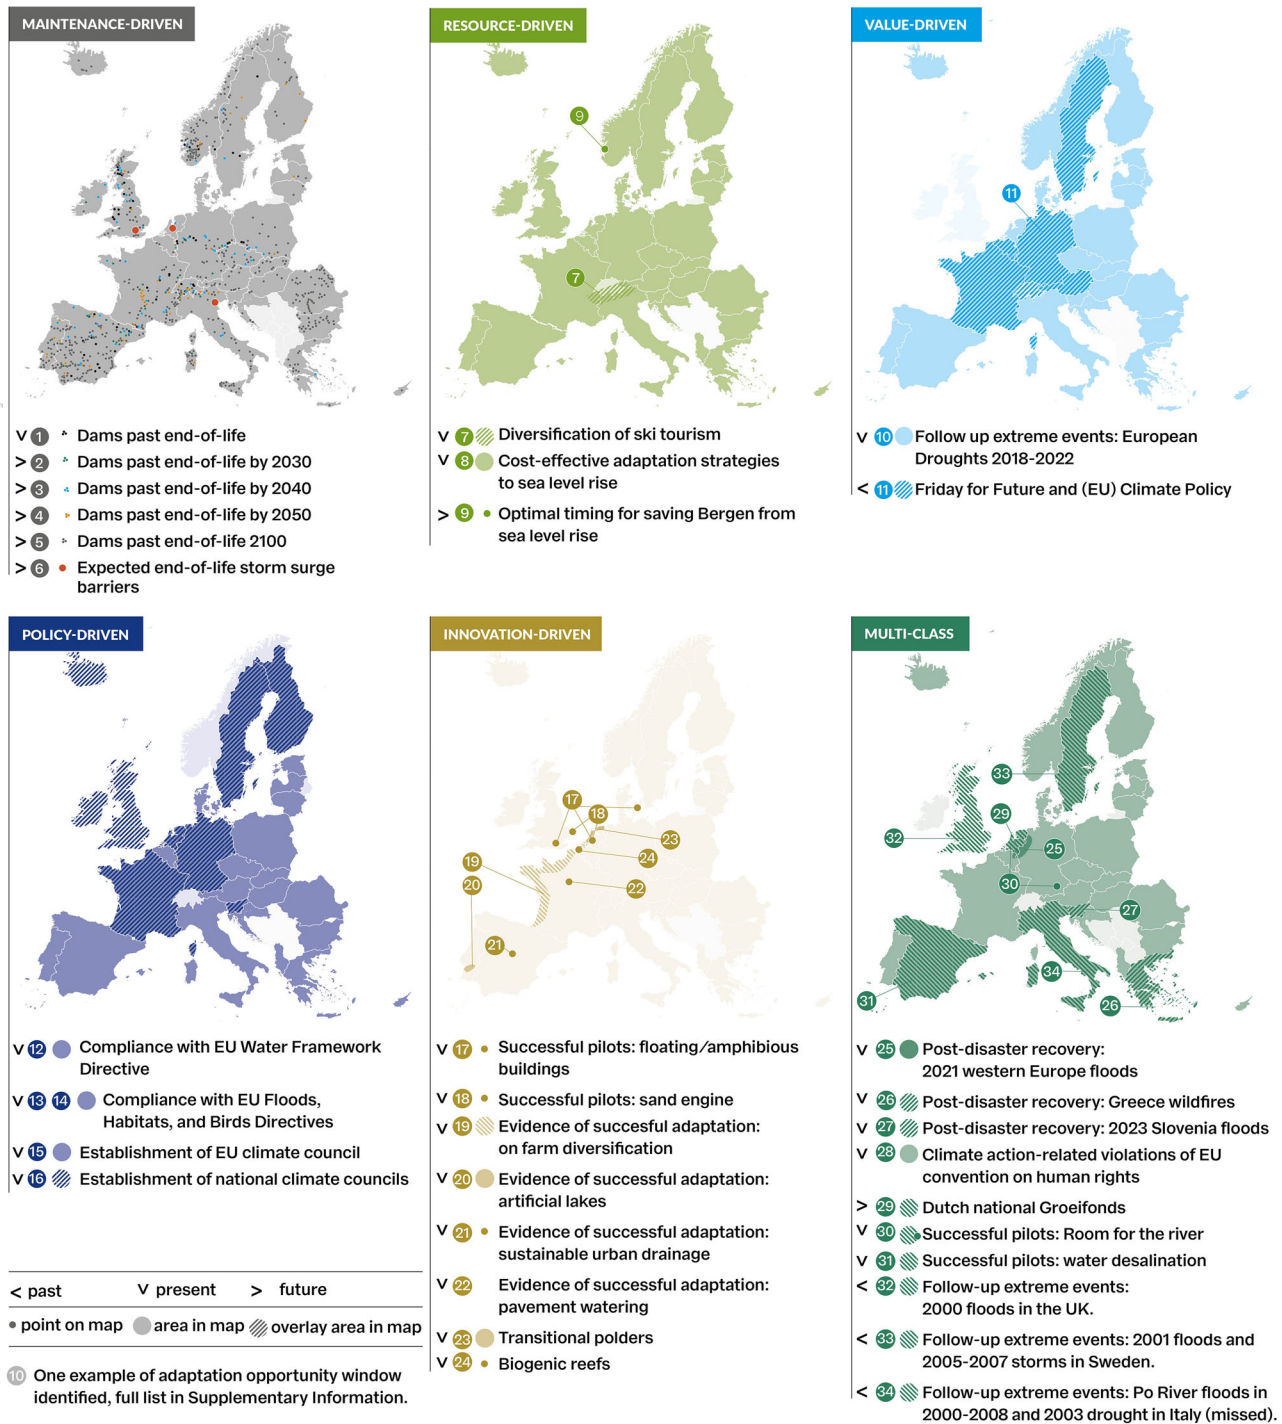 MAINTENANCE-DRIVEN
v 1 Dams past end-of-life
> 2 Dams past end-of-life by 2030
> 3 Dams past end-of-life by 2040
> 4 Dams past end-of-life by 2050
> 5 Dams past end-of-life 2100
> 6 Expected end-of-life storm surge
barriers
RESOURCE-DRIVEN
9
7
v 7 Diversification of ski tourism
v 8 Cost-effective adaptation strategies
to sea level rise
> 9 Optimal timing for saving Bergen from
sea level rise
VALUE-DRIVEN
11
v 10 Follow up extreme events: European
Droughts 2018-2022
< 11 Friday for Future and (EU) Climate Policy
POLICY-DRIVEN
v 12 Compliance with EU Water Framework
Directive
v 13 14 Compliance with EU Floods,
Habitats, and Birds Directives
v 15 Establishment of EU climate council
v 16 Establishment of national climate councils
< past v present > future
point on map area in map overlay area in map
10 One example of adaptation opportunity window
identified, full list in Supplementary Information.
INNOVATION-DRIVEN
17
18
23
24
19
20
22
21
v 17 Successful pilots: floating/amphibious
buildings
v 18 Successful pilots: sand engine
v 19 Evidence of succesful adaptation:
on farm diversification
v 20 Evidence of successful adaptation:
artificial lakes
v 21 Evidence of successful adaptation:
sustainable urban drainage
v 22 Evidence of successful adaptation:
pavement watering
v 23 Transitional polders
v 24 Biogenic reefs
MULTI-CLASS
33
29
32
25
30
27
34
31
26
v 25 Post-disaster recovery:
2021 western Europe floods
v 26 Post-disaster recovery: Greece wildfires
v 27 Post-disaster recovery: 2023 Slovenia floods
v 28 Climate action-related violations of EU
convention on human rights
> 29 Dutch national Groeifonds
v 30 Successful pilots: Room for the river
v 31 Successful pilots: water desalination
< 32 Follow-up extreme events:
2000 floods in the UK.
< 33 Follow-up extreme events: 2001 floods and
2005-2007 storms in Sweden.
< 34 Follow-up extreme events: Po River floods in
2000-2008 and 2003 drought in Italy (missed).